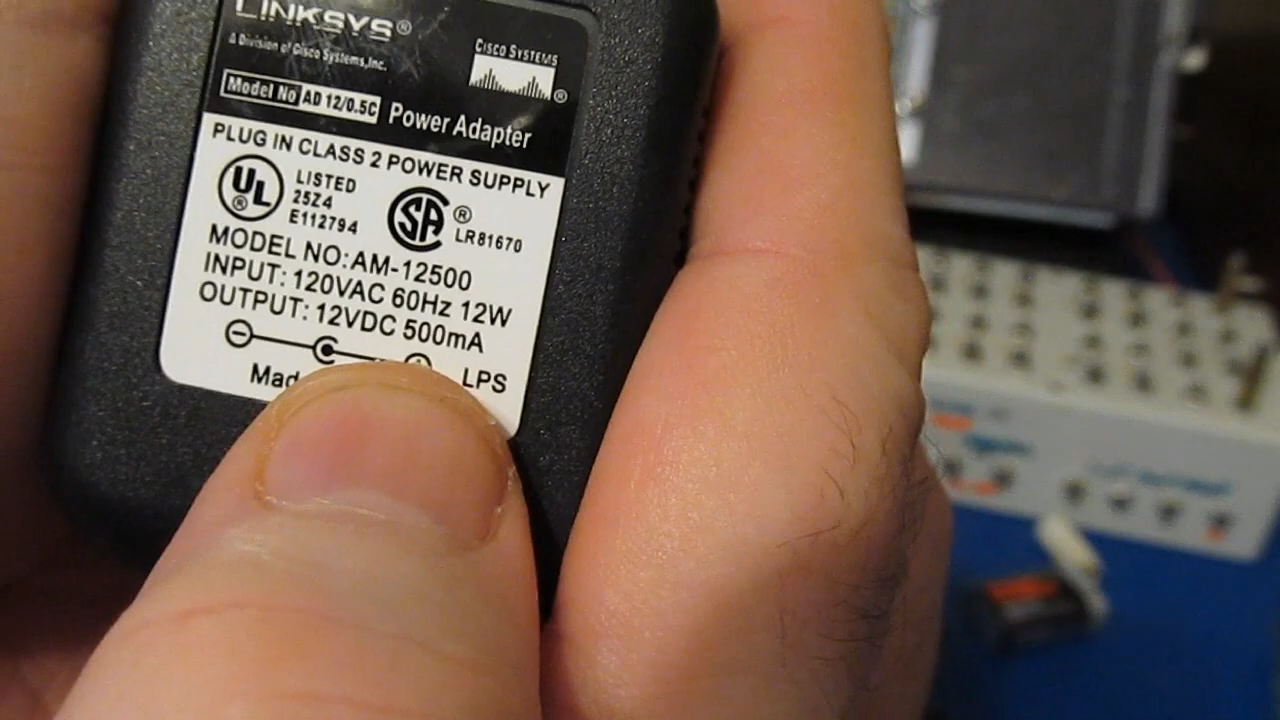 LINKSYS®
A Division of Cisco Systems, Inc.
CISCO SYSTEMS
®
Model No AD 12/0.5C Power Adapter
PLUG IN CLASS 2 POWER SUPPLY
UL ®
LISTED
25Z4
E112794
SA ®
LR81670
MODEL NO: AM-12500
INPUT: 120VAC 60Hz 12W
OUTPUT: 12VDC 500mA
LPS